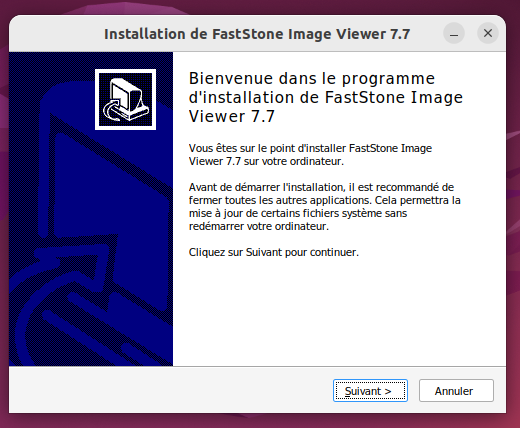 Installation de FastStone Image Viewer 7.7
Bienvenue dans le programme
d'installation de FastStone Image
Viewer 7.7
Vous êtes sur le point d'installer FastStone Image
Viewer 7.7 sur votre ordinateur.
Avant de démarrer l'installation, il est recommandé de
fermer toutes les autres applications. Cela permettra la
mise à jour de certains fichiers système sans
redémarrer votre ordinateur.
Cliquez sur Suivant pour continuer.
Suivant >
Annuler